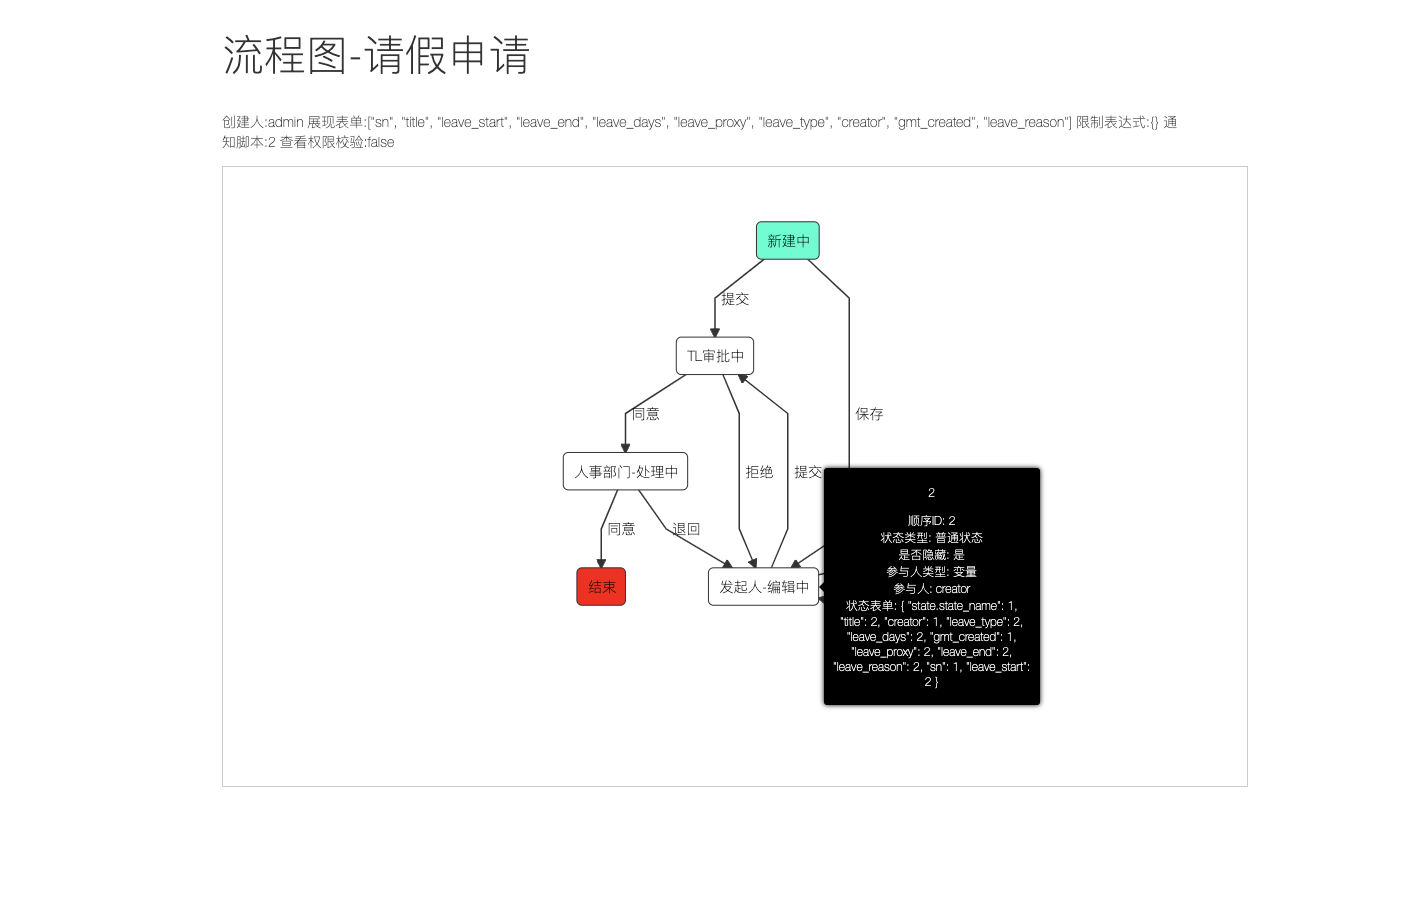 流程图-请假申请
创建人:admin 展现表单:["sn", "title", "leave_start", "leave_end", "leave_days", "leave_proxy", "leave_type", "creator", "gmt_created", "leave_reason"] 限制表达式:{} 通
知脚本:2 查看权限校验:false
新建中
提交
TL审批中
同意
保存
人事部门-处理中
拒绝
提交
同意
退回
结束
发起人-编辑中
2
顺序ID: 2
状态类型: 普通状态
是否隐藏: 是
参与人类型: 变量
参与人: creator
状态表单: { "state.state_name": 1,
"title": 2, "creator": 1, "leave_type": 2,
"leave_days": 2, "gmt_created": 1,
"leave_proxy": 2, "leave_end": 2,
"leave_reason": 2, "sn": 1, "leave_start":
2 }